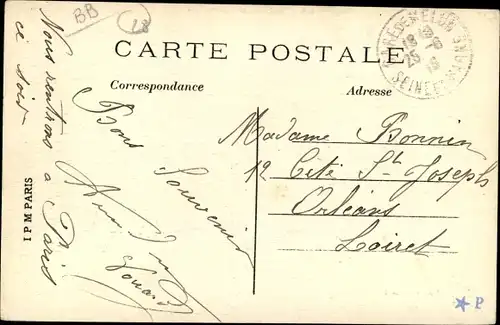 BB
18
CARTE POSTALE
Correspondance
Adresse
Nous rentrons à Paris
ce soir
Bons
Souvenirs
Madame Bonnin
12 Cité St Joseph
Orléans
Loiret
I P M PARIS
P